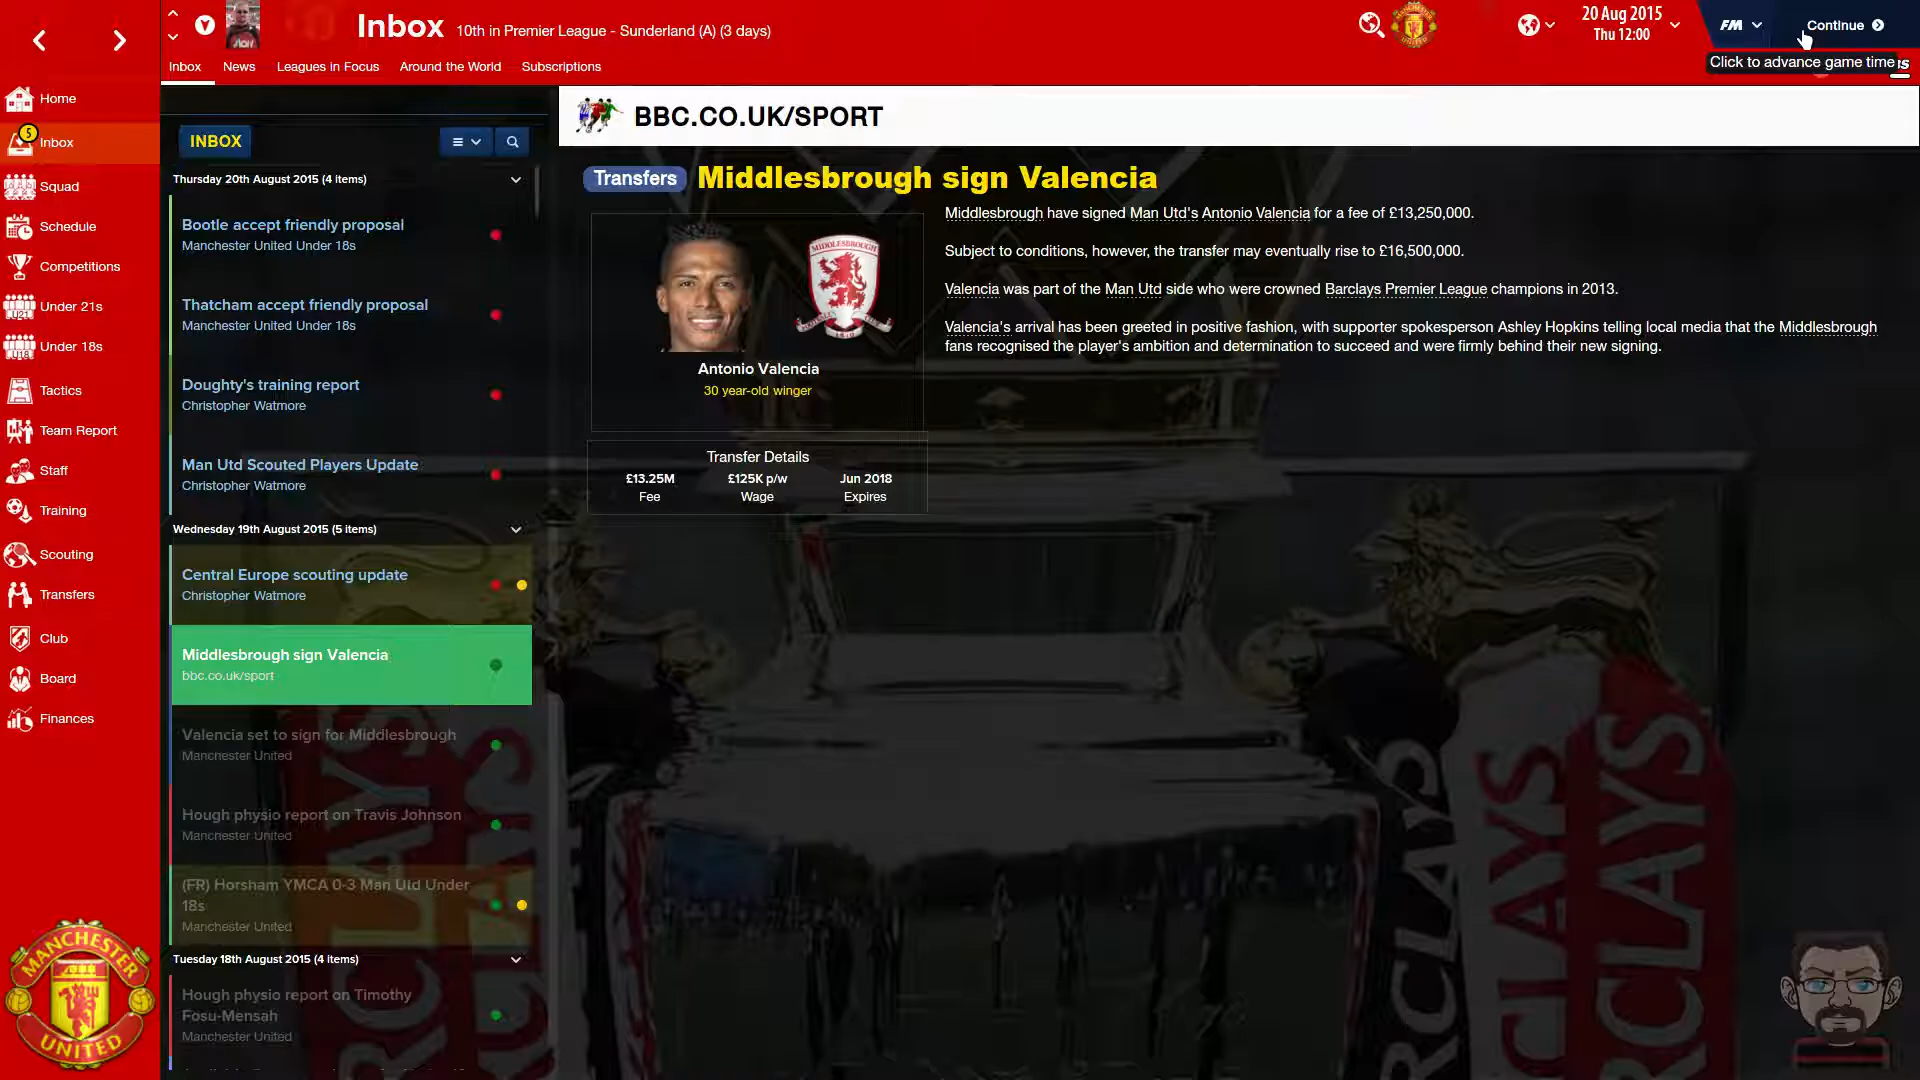 Inbox
10th in Premier League - Sunderland (A) (3 days)
20 Aug 2015
Thu 12:00
FM
Continue
Click to advance game time
Inbox
News
Leagues in Focus
Around the World
Subscriptions
Home
5
Inbox
Squad
Schedule
Competitions
U21
Under 21s
U18
Under 18s
Tactics
Team Report
Staff
Training
Scouting
Transfers
Club
Board
Finances
MANCHESTER
UNITED
INBOX
Thursday 20th August 2015 (4 items)
Bootle accept friendly proposal
Manchester United Under 18s
Thatcham accept friendly proposal
Manchester United Under 18s
Doughty's training report
Christopher Watmore
Man Utd Scouted Players Update
Christopher Watmore
Wednesday 19th August 2015 (5 items)
Central Europe scouting update
Christopher Watmore
Middlesbrough sign Valencia
bbc.co.uk/sport
Valencia set to sign for Middlesbrough
Manchester United
Hough physio report on Travis Johnson
Manchester United
(FR) Horsham YMCA 0-3 Man Utd Under
18s
Manchester United
Tuesday 18th August 2015 (4 items)
Hough physio report on Timothy
Fosu-Mensah
Manchester United
BBC.CO.UK/SPORT
Transfers
Middlesbrough sign Valencia
MIDDLESBROUGH
Antonio Valencia
30 year-old winger
Transfer Details
£13.25M
£125K p/w
Jun 2018
Fee
Wage
Expires
Middlesbrough have signed Man Utd's Antonio Valencia for a fee of £13,250,000.
Subject to conditions, however, the transfer may eventually rise to £16,500,000.
Valencia was part of the Man Utd side who were crowned Barclays Premier League champions in 2013.
Valencia's arrival has been greeted in positive fashion, with supporter spokesperson Ashley Hopkins telling local media that the Middlesbrough
fans recognised the player's ambition and determination to succeed and were firmly behind their new signing.
RCLAYS
RCLAYS
RCLAYS
RCLAYS